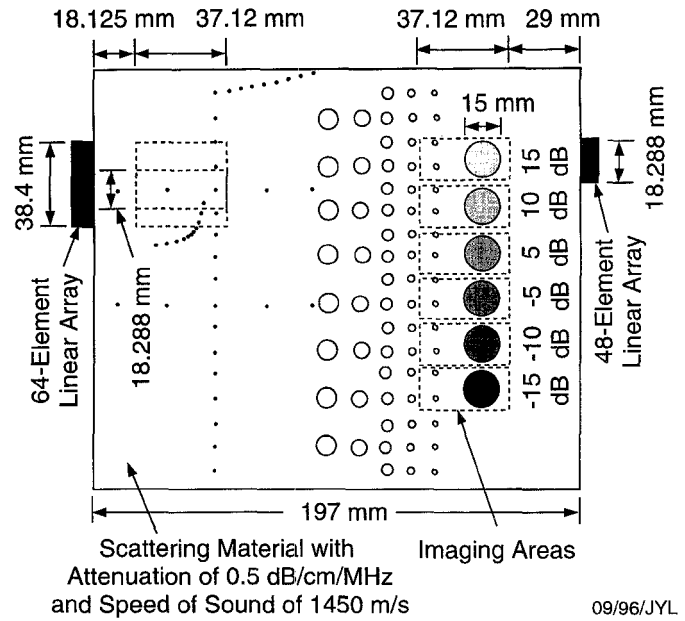 18.125 mm
37.12 mm
37.12 mm
29 mm
15 mm
38.4 mm
18.288 mm
64-Element
Linear Array
15
dB
10
dB
5
dB
-5
dB
-10
dB
-15
dB
18.288 mm
48-Element
Linear Array
197 mm
Scattering Material with
Attenuation of 0.5 dB/cm/MHz
and Speed of Sound of 1450 m/s
Imaging Areas
09/96/JYL